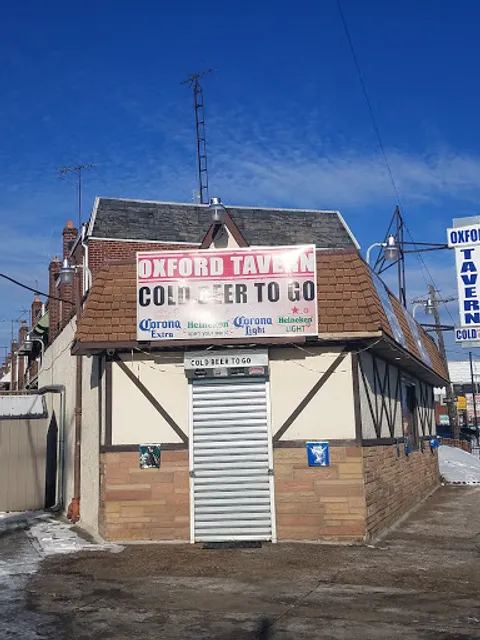 OXFORD TAVERN
COLD BEER TO GO
Corona Extra
Heineken
Corona Light
Heineken LIGHT
COLD BEER TO GO
OXFO
TAVERN
COLD